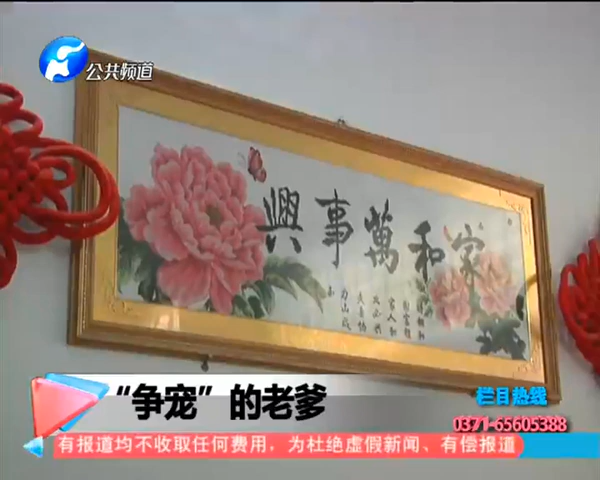 公共频道
家和萬事興
“争宠”的老爹
栏目热线
0371-65605388
有报道均不收取任何费用，为杜绝虚假新闻、有偿报道